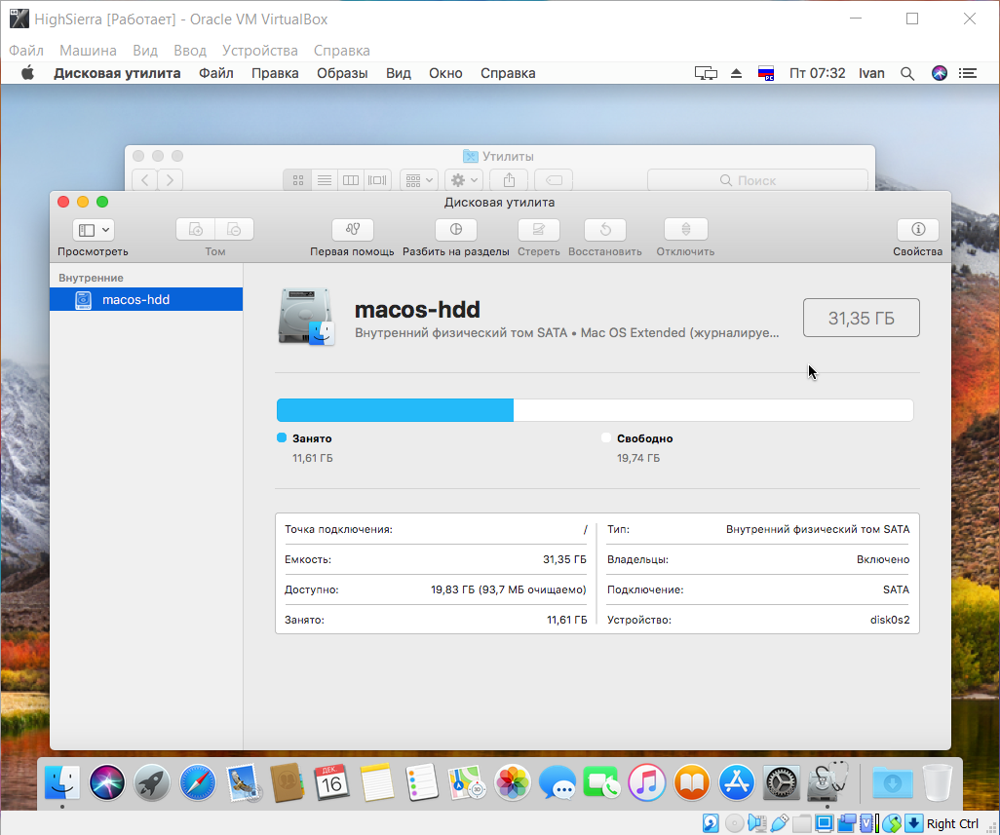 HighSierra [Работает] - Oracle VM VirtualBox
Файл Машина Вид Ввод Устройства Справка
Дисковая утилита Файл Правка Образы Вид Окно Справка РС Пт 07:32 Ivan
Утилиты
Поиск
Дисковая утилита
Просмотреть Том Первая помощь Разбить на разделы Стереть Восстановить Отключить Свойства
Внутренние
macos-hdd
macos-hdd
Внутренний физический том SATA • Mac OS Extended (журналируе...
31,35 ГБ
Занято
11,61 ГБ
Свободно
19,74 ГБ
Точка подключения: /
Емкость: 31,35 ГБ
Доступно: 19,83 ГБ (93,7 МБ очищаемо)
Занято: 11,61 ГБ
Тип: Внутренний физический том SATA
Владельцы: Включено
Подключение: SATA
Устройство: disk0s2
ДЕК.
16
3D
Right Ctrl